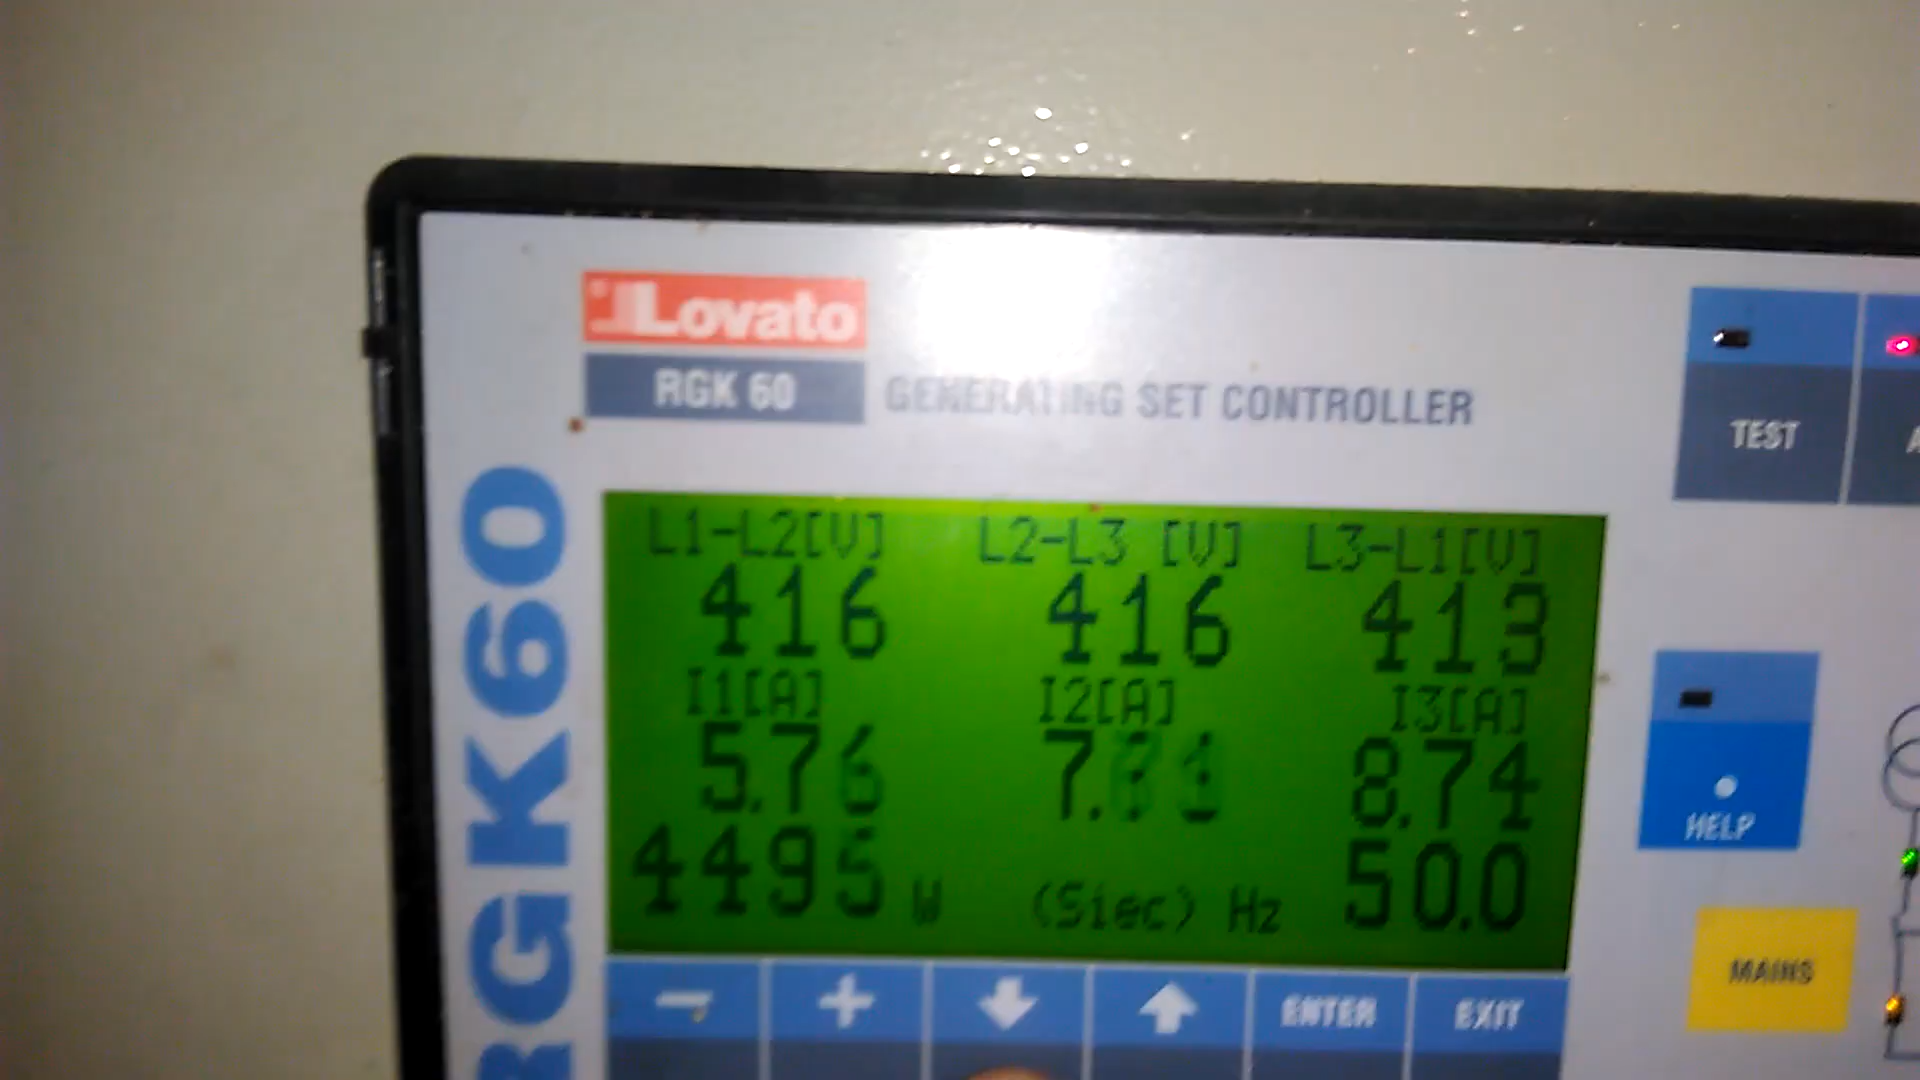 Lovato
RGK 60 GENERATING SET CONTROLLER
TEST
RGK60
L1-L2[V] L2-L3 [V] L3-L1[V]
416 416 413
I1[A] I2[A] I3[A]
5.76 8.74
4495 W (Siec) Hz 50.0
HELP
MAINS
- + ENTER EXIT